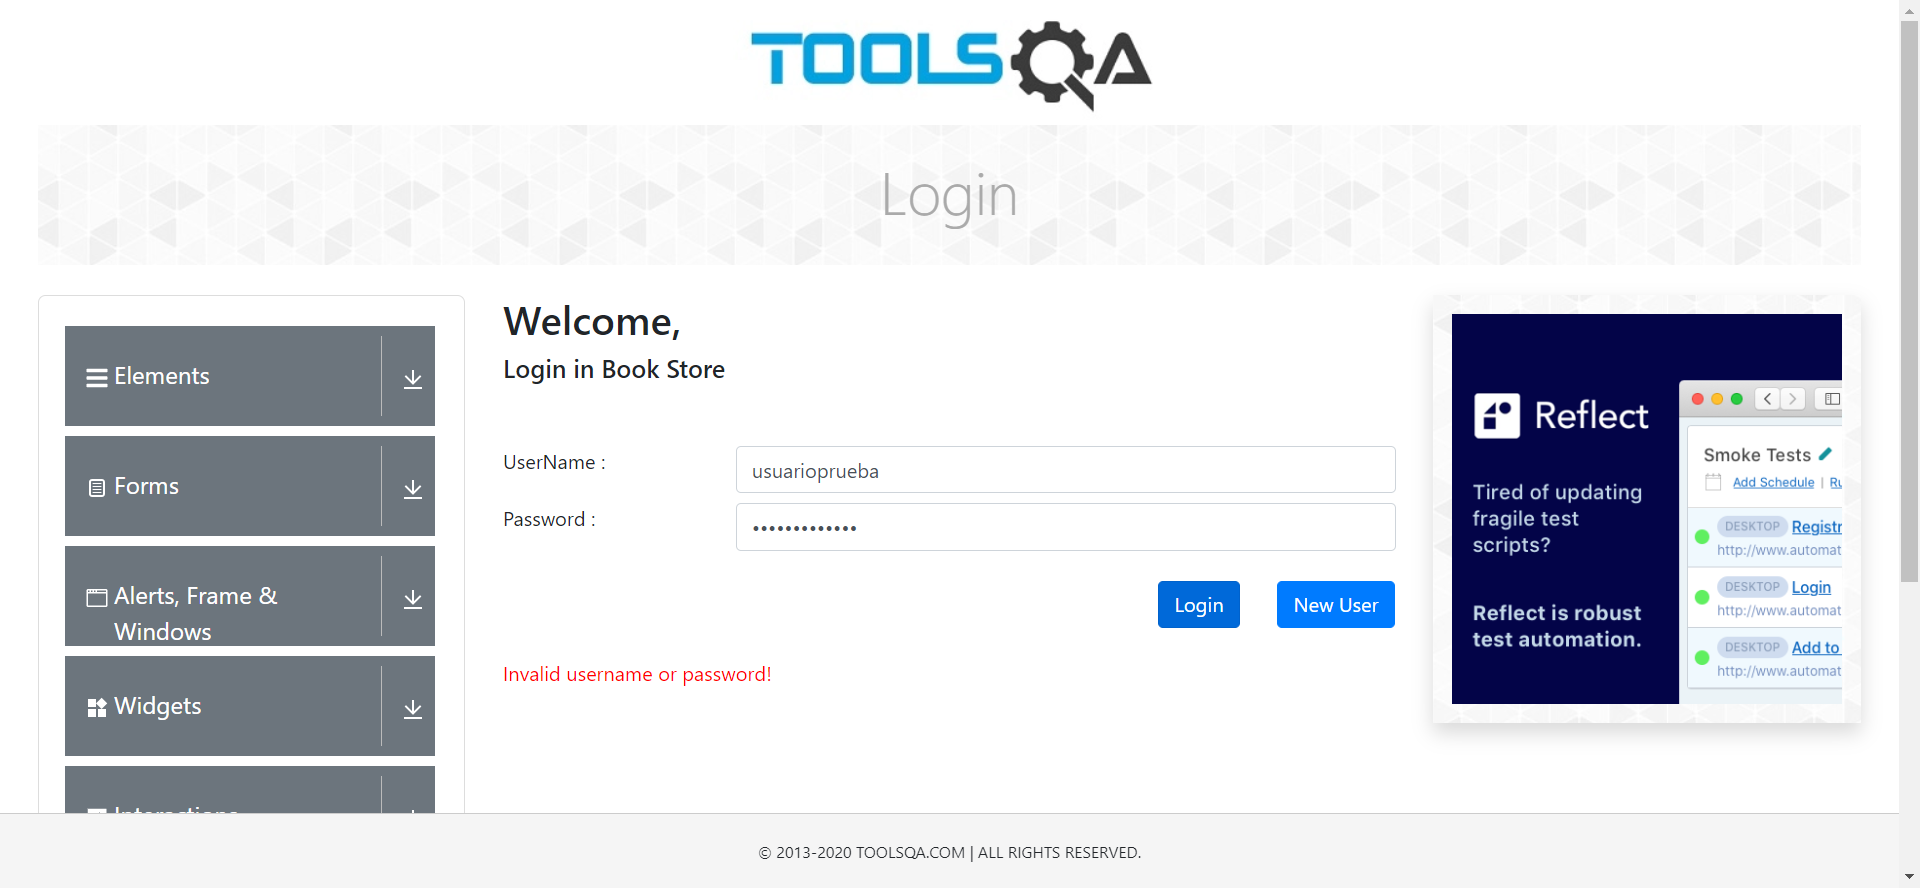 TOOLSQA
Login
Elements
Forms
Alerts, Frame &
Windows
Widgets
Interactions
Welcome,
Login in Book Store
UserName :
usuarioprueba
Password :
•••••••••••••
Login
New User
Invalid username or password!
Reflect
Tired of updating
fragile test
scripts?
Reflect is robust
test automation.
Smoke Tests
Add Schedule | Ru
DESKTOP Registr
http://www.automat
DESKTOP Login
http://www.automat
DESKTOP Add to
http://www.automat
© 2013-2020 TOOLSQA.COM | ALL RIGHTS RESERVED.